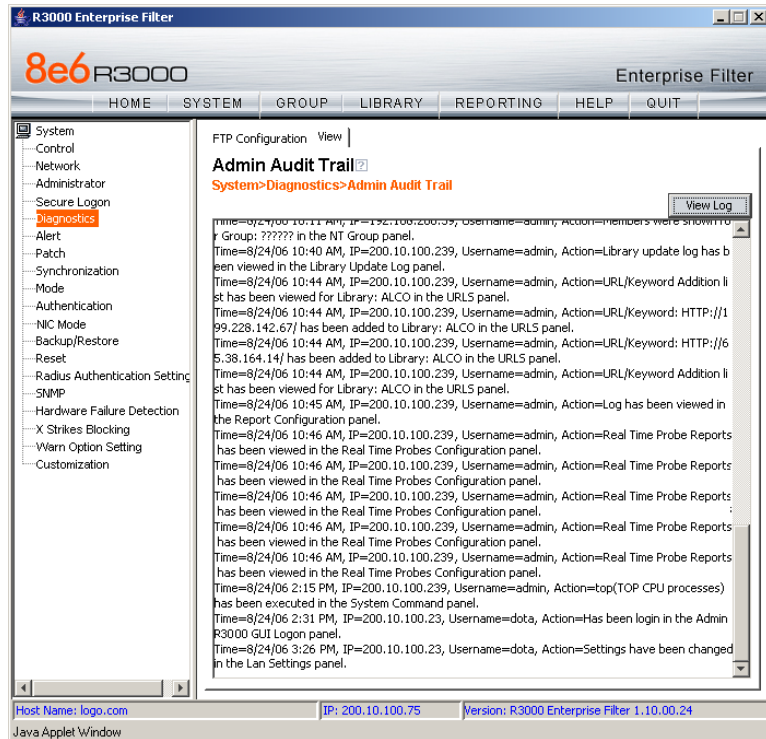 R3000 Enterprise Filter
8e6 R3000
Enterprise Filter
HOME SYSTEM GROUP LIBRARY REPORTING HELP QUIT
System
Control
Network
Administrator
Secure Logon
Diagnostics
Alert
Patch
Synchronization
Mode
Authentication
NIC Mode
Backup/Restore
Reset
Radius Authentication Setting
SNMP
Hardware Failure Detection
X Strikes Blocking
Warn Option Setting
Customization
FTP Configuration View
Admin Audit Trail ?
System>Diagnostics>Admin Audit Trail
View Log
Time=8/24/06 10:11 AM, IP=192.168.200.39, Username=admin, Action=Members were shown fo
r Group: ?????? in the NT Group panel.
Time=8/24/06 10:40 AM, IP=200.10.100.239, Username=admin, Action=Library update log has b
een viewed in the Library Update Log panel.
Time=8/24/06 10:44 AM, IP=200.10.100.239, Username=admin, Action=URL/Keyword Addition li
st has been viewed for Library: ALCO in the URLS panel.
Time=8/24/06 10:44 AM, IP=200.10.100.239, Username=admin, Action=URL/Keyword: HTTP://1
99.228.142.67/ has been added to Library: ALCO in the URLS panel.
Time=8/24/06 10:44 AM, IP=200.10.100.239, Username=admin, Action=URL/Keyword: HTTP://6
5.38.164.14/ has been added to Library: ALCO in the URLS panel.
Time=8/24/06 10:44 AM, IP=200.10.100.239, Username=admin, Action=URL/Keyword Addition li
st has been viewed for Library: ALCO in the URLS panel.
Time=8/24/06 10:45 AM, IP=200.10.100.239, Username=admin, Action=Log has been viewed in
the Report Configuration panel.
Time=8/24/06 10:46 AM, IP=200.10.100.239, Username=admin, Action=Real Time Probe Reports
has been viewed in the Real Time Probes Configuration panel.
Time=8/24/06 10:46 AM, IP=200.10.100.239, Username=admin, Action=Real Time Probe Reports
has been viewed in the Real Time Probes Configuration panel.
Time=8/24/06 10:46 AM, IP=200.10.100.239, Username=admin, Action=Real Time Probe Reports
has been viewed in the Real Time Probes Configuration panel.
Time=8/24/06 10:46 AM, IP=200.10.100.239, Username=admin, Action=Real Time Probe Reports
has been viewed in the Real Time Probes Configuration panel.
Time=8/24/06 10:46 AM, IP=200.10.100.239, Username=admin, Action=Real Time Probe Reports
has been viewed in the Real Time Probes Configuration panel.
Time=8/24/06 2:15 PM, IP=200.10.100.239, Username=admin, Action=top(TOP CPU processes)
has been executed in the System Command panel.
Time=8/24/06 2:31 PM, IP=200.10.100.23, Username=dota, Action=Has been login in the Admin
R3000 GUI Logon panel.
Time=8/24/06 3:26 PM, IP=200.10.100.23, Username=dota, Action=Settings have been changed
in the Lan Settings panel.
Host Name: logo.com IP: 200.10.100.75 Version: R3000 Enterprise Filter 1.10.00.24
Java Applet Window